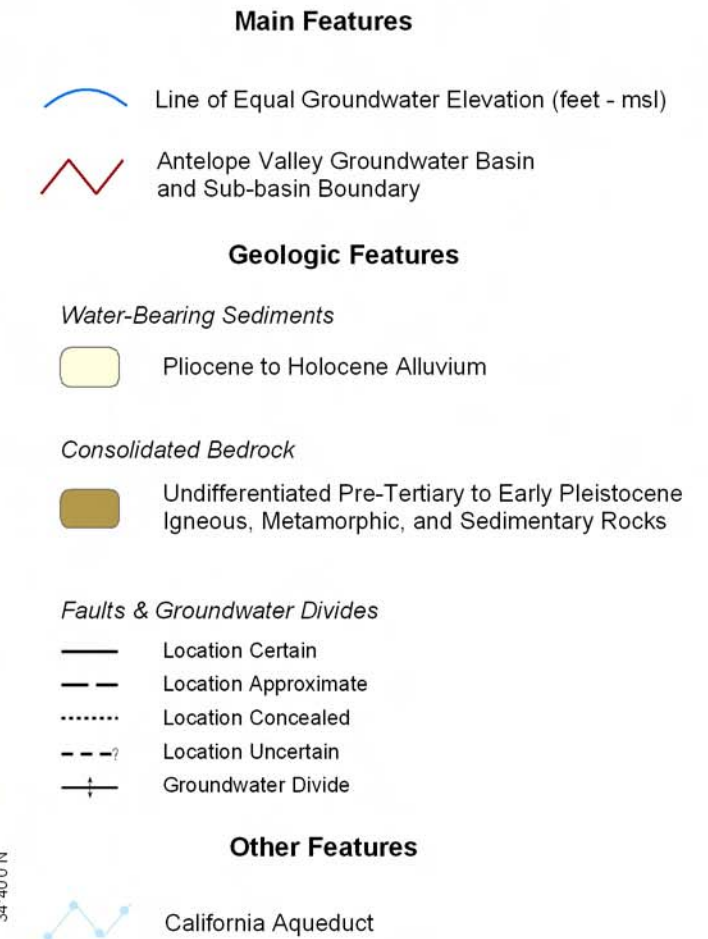 Main Features
Line of Equal Groundwater Elevation (feet - msl)
Antelope Valley Groundwater Basin
and Sub-basin Boundary
Geologic Features
Water-Bearing Sediments
Pliocene to Holocene Alluvium
Consolidated Bedrock
Undifferentiated Pre-Tertiary to Early Pleistocene
Igneous, Metamorphic, and Sedimentary Rocks
Faults & Groundwater Divides
Location Certain
Location Approximate
Location Concealed
?
Location Uncertain
Groundwater Divide
Other Features
California Aqueduct